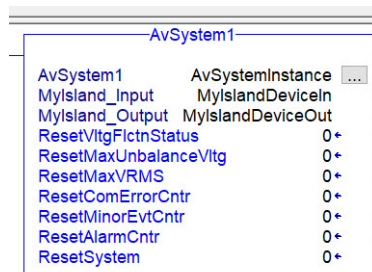 AvSystem1
AvSystem1 AvSystemInstance ...
MyIsland_Input MyIslandDeviceIn
MyIsland_Output MyIslandDeviceOut
ResetVltgFlctnStatus 0
ResetMaxUnbalanceVltg 0
ResetMaxVRMS 0
ResetComErrorCntr 0
ResetMinorEvtCntr 0
ResetAlarmCntr 0
ResetSystem 0